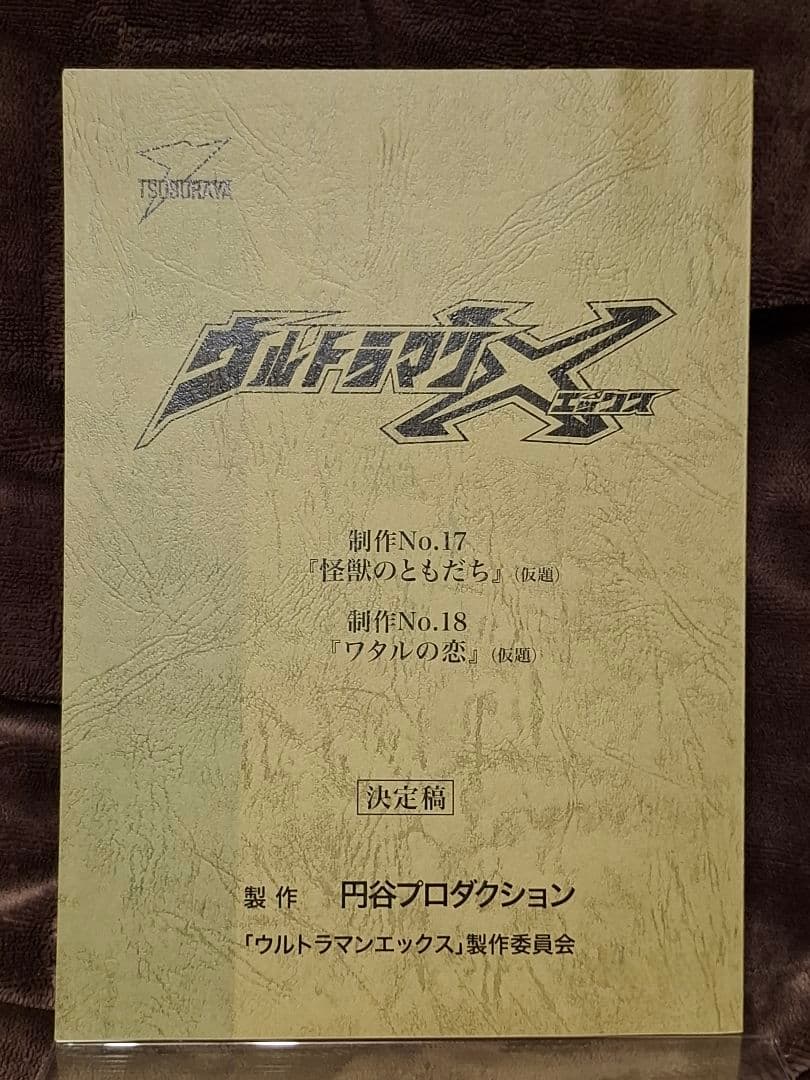 TSUBURAYA
ウルトラマンX
エックス
制作No.17
『怪獣のともだち』（仮題）
制作No.18
『ワタルの恋』（仮題）
決定稿
製作 円谷プロダクション
「ウルトラマンエックス」製作委員会